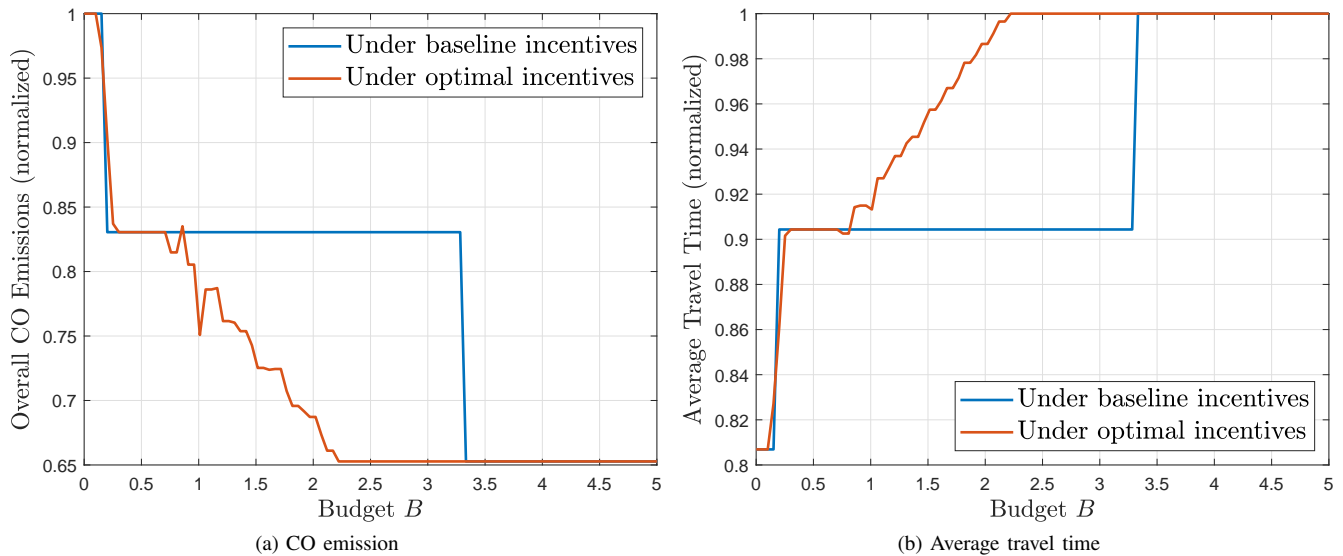 1
0.95
0.9
0.85
0.8
0.75
0.7
0.65
Overall CO Emissions (normalized)
Under baseline incentives
Under optimal incentives
0 0.5 1 1.5 2 2.5 3 3.5 4 4.5 5
Budget B
(a) CO emission
1
0.98
0.96
0.94
0.92
0.9
0.88
0.86
0.84
0.82
0.8
Average Travel Time (normalized)
Under baseline incentives
Under optimal incentives
0 0.5 1 1.5 2 2.5 3 3.5 4 4.5 5
Budget B
(b) Average travel time